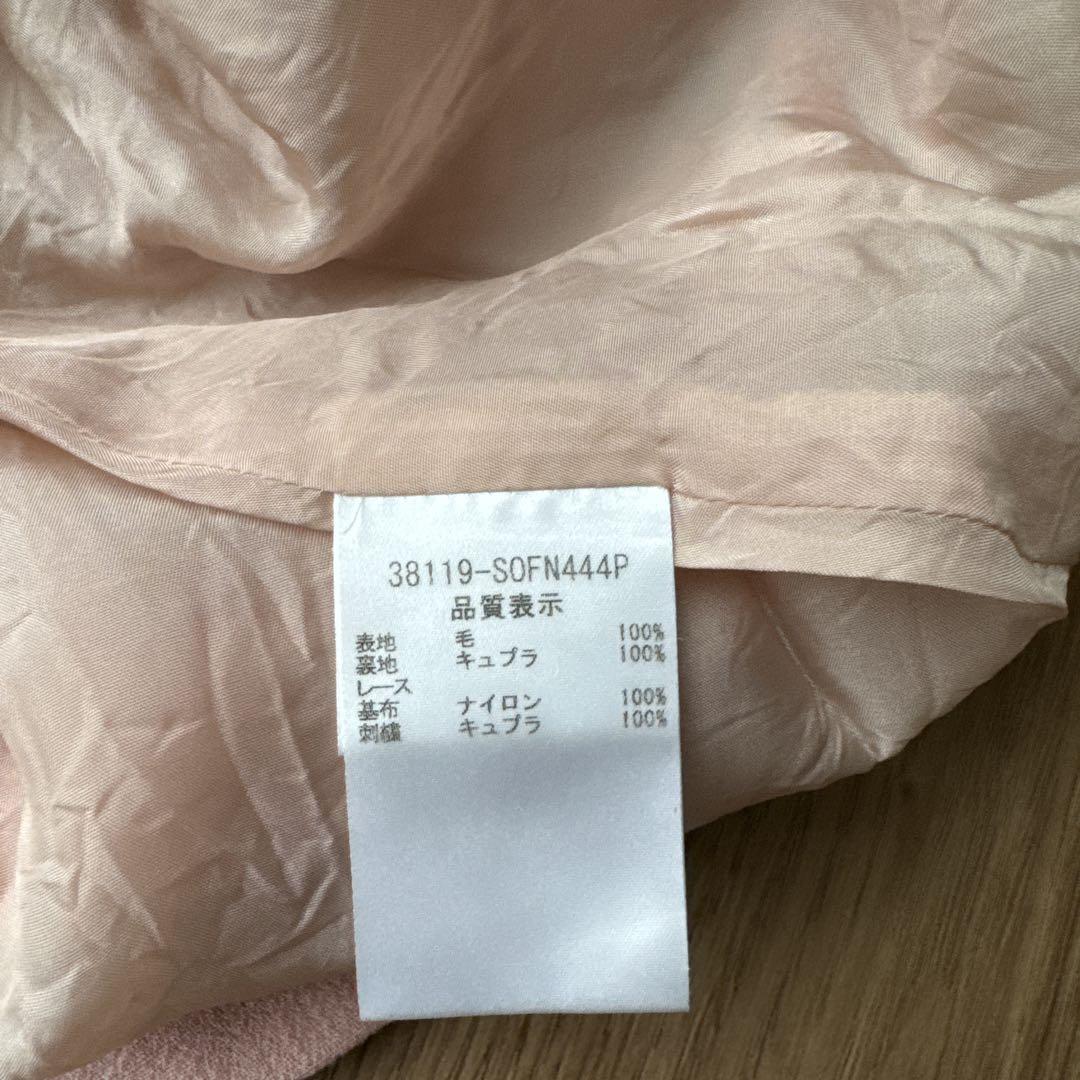 38119-SOFN444P
品質表示
表地 毛 100%
裏地 キュプラ 100%
レース
基布 ナイロン 100%
刺繍 キュプラ 100%